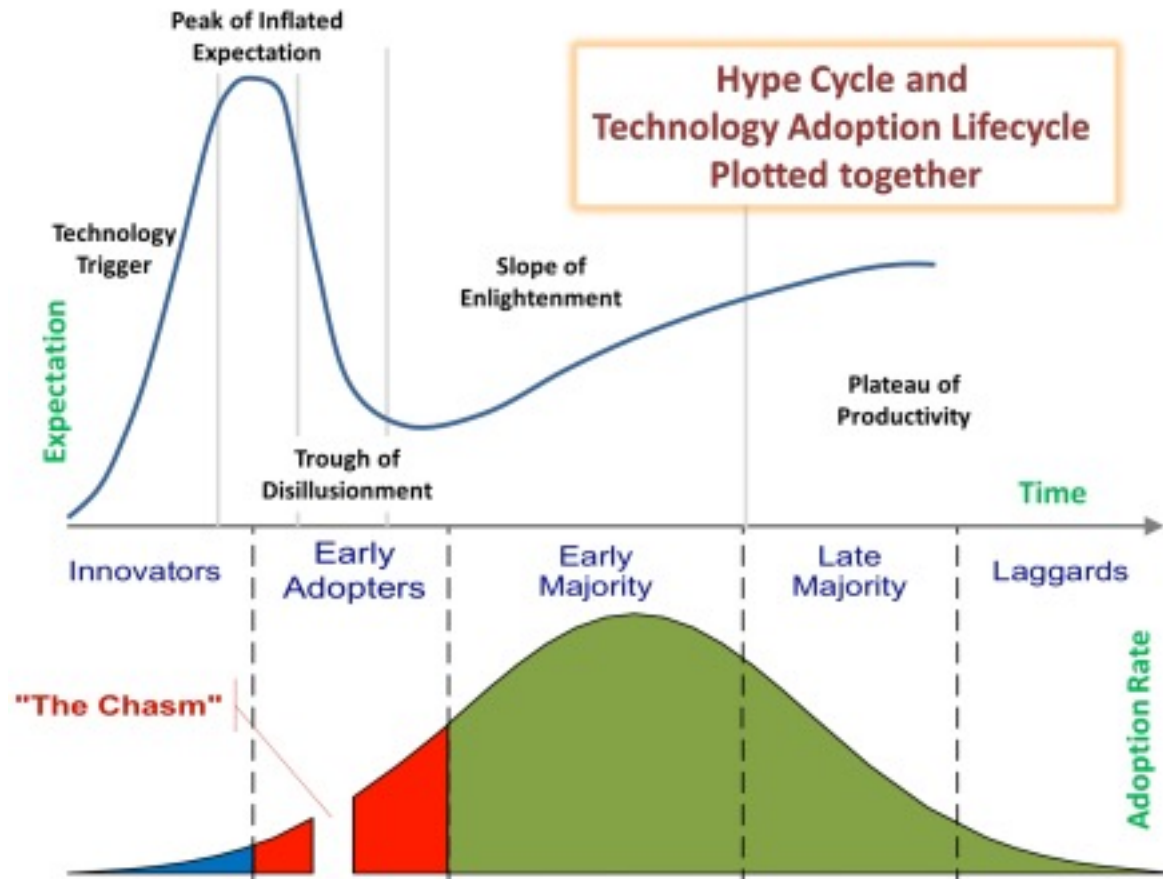 Peak of Inflated
Expectation
Hype Cycle and
Technology Adoption Lifecycle
Plotted together
Technology
Trigger
Slope of
Enlightenment
Expectation
Plateau of
Productivity
Trough of
Disillusionment
Time
Innovators
Early
Adopters
Early
Majority
Late
Majority
Laggards
"The Chasm"
Adoption Rate